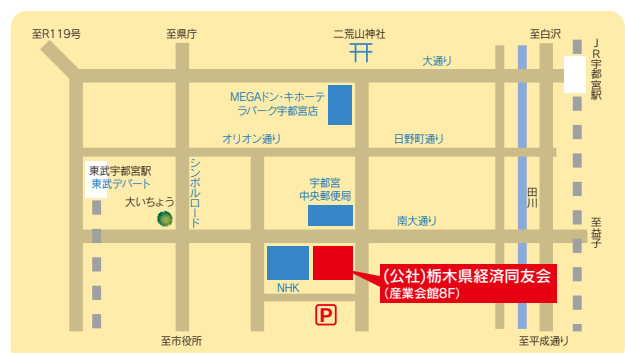 至R119号
至県庁
二荒山神社
至白沢
JR宇都宮駅
大通り
MEGAドン・キホーテ
ラパーク宇都宮店
オリオン通り
日野町通り
東武宇都宮駅
東武デパート
シンボルロード
宇都宮
中央郵便局
大いちょう
田川
南大通り
至益子
(公社)栃木県経済同友会
(産業会館8F)
NHK
P
至市役所
至平成通り